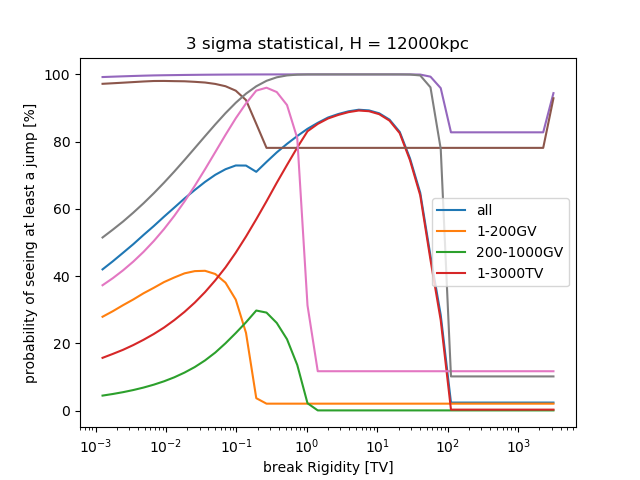 3 sigma statistical, H = 12000kpc
probability of seeing at least a jump [%]
100
80
60
40
20
0
all
1-200GV
200-1000GV
1-3000TV
10⁻³ 10⁻² 10⁻¹ 10⁰ 10¹ 10² 10³
break Rigidity [TV]